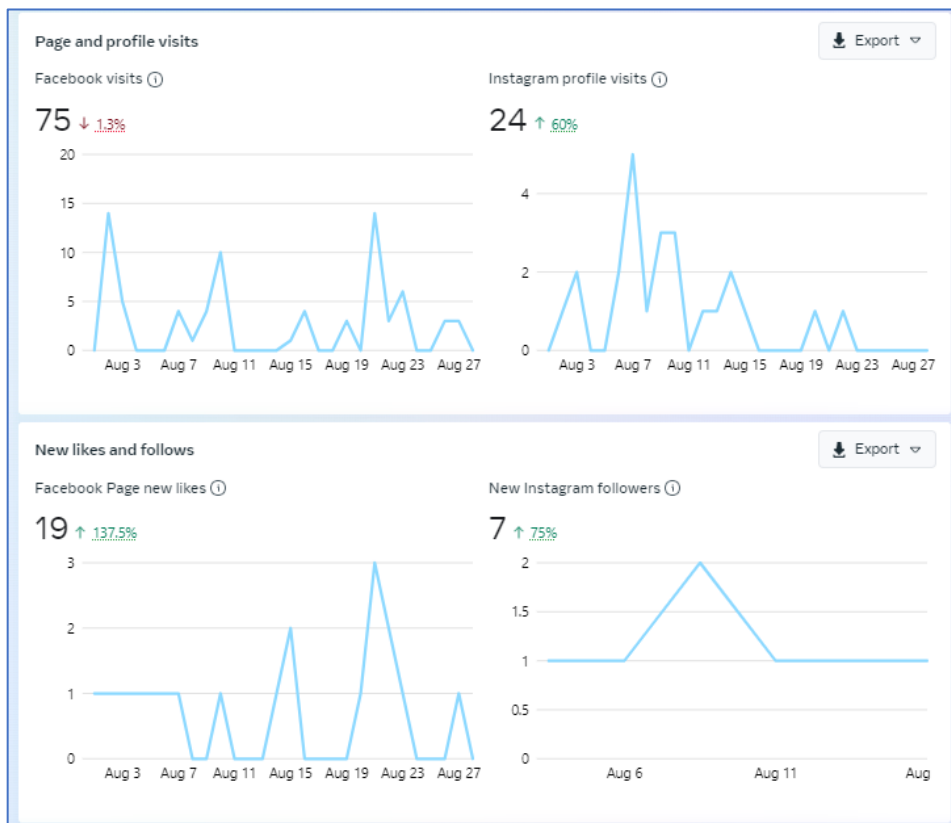 Page and profile visits
Export
Facebook visits
75 ↓ 1.3%
20
15
10
5
0
Aug 3 Aug 7 Aug 11 Aug 15 Aug 19 Aug 23 Aug 27
Instagram profile visits
24 ↑ 60%
4
2
0
Aug 3 Aug 7 Aug 11 Aug 15 Aug 19 Aug 23 Aug 27
New likes and follows
Export
Facebook Page new likes
19 ↑ 137.5%
3
2
1
0
Aug 3 Aug 7 Aug 11 Aug 15 Aug 19 Aug 23 Aug 27
New Instagram followers
7 ↑ 75%
2
1.5
1
0.5
0
Aug 6 Aug 11 Aug